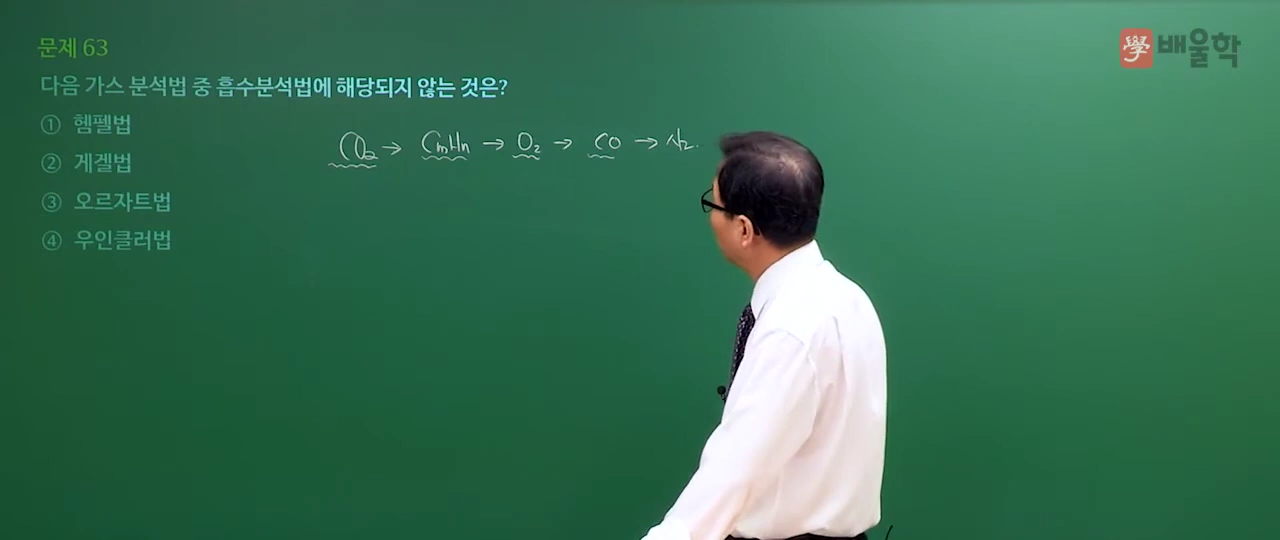 學 배울학
문제 63
다음 가스 분석법 중 흡수분석법에 해당되지 않는 것은?
① 헴펠법
CO₂ → CmHn → O₂ → CO →
② 게겔법
③ 오르자트법
④ 우인클러법